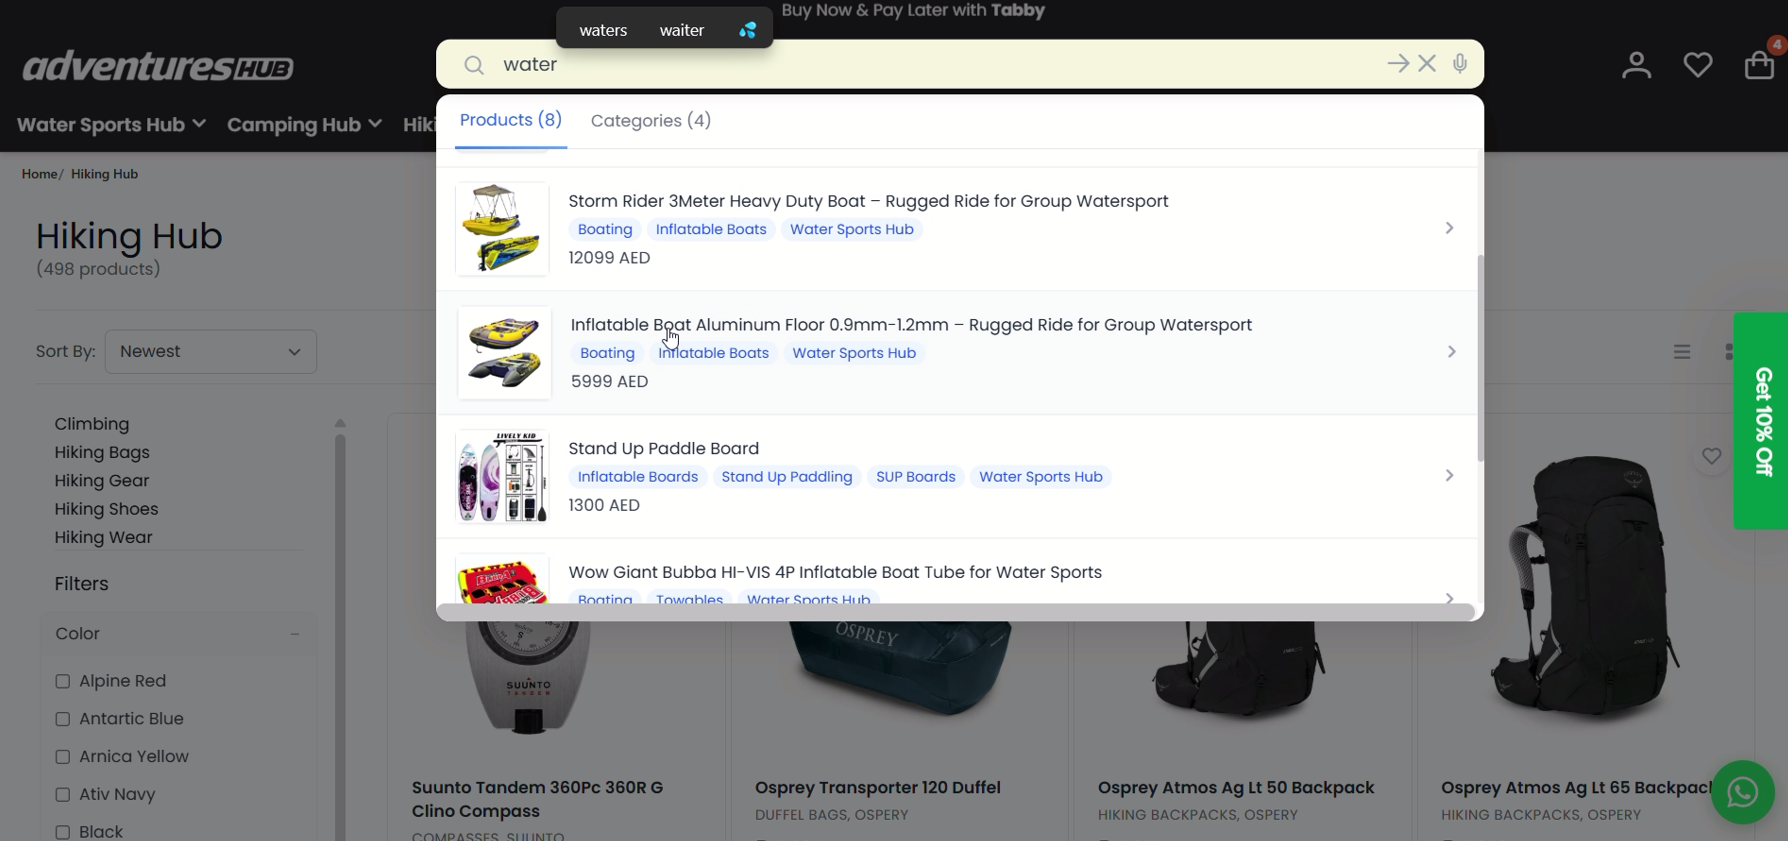 Buy Now & Pay Later with Tabby
waters waiter 💦
adventures HUB
water
4
Water Sports Hub Camping Hub Hiki
Products (8) Categories (4)
Home/ Hiking Hub
Hiking Hub
(498 products)
Sort By: Newest
Storm Rider 3Meter Heavy Duty Boat – Rugged Ride for Group Watersport
Boating Inflatable Boats Water Sports Hub
12099 AED
Inflatable Boat Aluminum Floor 0.9mm-1.2mm – Rugged Ride for Group Watersport
Boating Inflatable Boats Water Sports Hub
5999 AED
LIVELY KID
Stand Up Paddle Board
Inflatable Boards Stand Up Paddling SUP Boards Water Sports Hub
1300 AED
Wow Giant Bubba HI-VIS 4P Inflatable Boat Tube for Water Sports
Boating Towables Water Sports Hub
Get 10% Off
Climbing
Hiking Bags
Hiking Gear
Hiking Shoes
Hiking Wear
Filters
Color
Alpine Red
Antartic Blue
Arnica Yellow
Ativ Navy
Black
SUUNTO
TANDEM
OSPREY
Suunto Tandem 360Pc 360R G
Clino Compass
COMPASSES, SUUNTO
Osprey Transporter 120 Duffel
DUFFEL BAGS, OSPERY
Osprey Atmos Ag Lt 50 Backpack
HIKING BACKPACKS, OSPERY
Osprey Atmos Ag Lt 65 Backpac
HIKING BACKPACKS, OSPERY